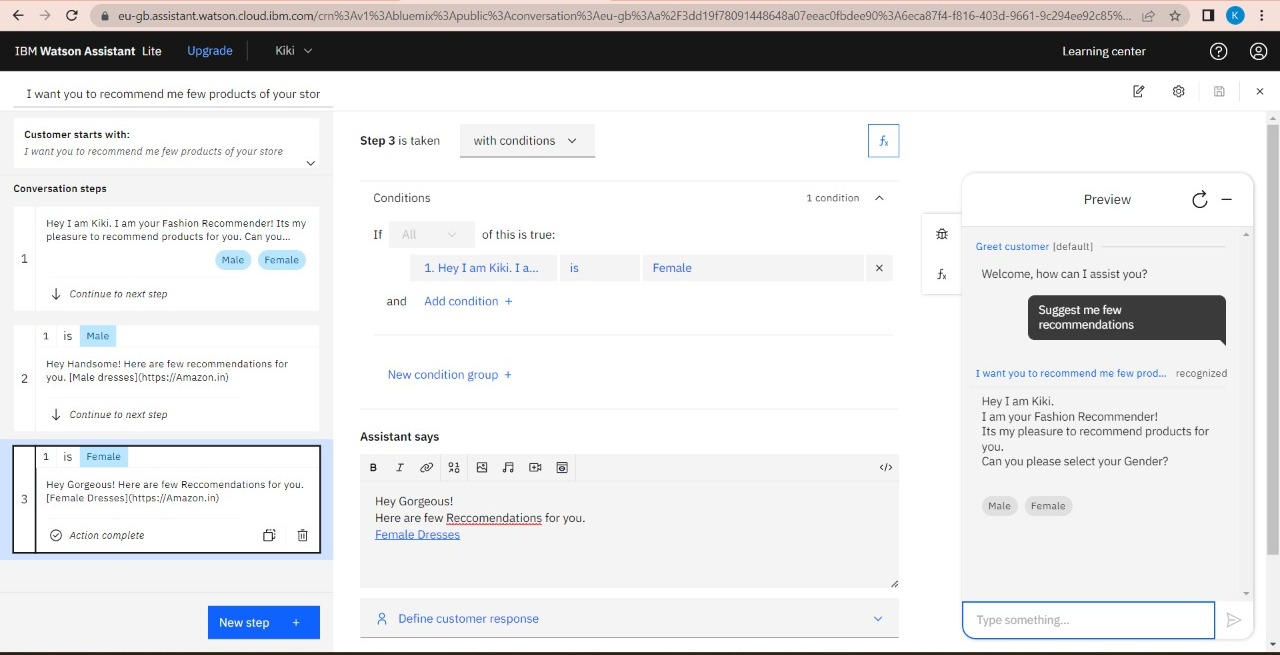 eu-gb.assistant.watson.cloud.ibm.com/crn%3Av1%3Abluemix%3Apublic%3Aconversation%3Aeu-gb%3Aa%2F3dd19f78091448648a07eeac0fbdee90%3A6eca87f4-f816-403d-9661-9c294ee92c85%...
K
IBM Watson Assistant Lite
Upgrade
Kiki
Learning center
I want you to recommend me few products of your stor
Customer starts with:
I want you to recommend me few products of your store
Conversation steps
1
Hey I am Kiki. I am your Fashion Recommender! Its my
pleasure to recommend products for you. Can you...
Male Female
Continue to next step
2
1 is Male
Hey Handsome! Here are few recommendations for
you. [Male dresses](https://Amazon.in)
Continue to next step
3
1 is Female
Hey Gorgeous! Here are few Reccomendations for you.
[Female Dresses](https://Amazon.in)
Action complete
New step +
Step 3 is taken
with conditions
fx
Conditions
1 condition
If All of this is true:
1. Hey I am Kiki. I a... is Female
and Add condition +
New condition group +
Assistant says
B I </>
Hey Gorgeous!
Here are few Reccomendations for you.
Female Dresses
Define customer response
fx
Preview
Greet customer [default]
Welcome, how can I assist you?
Suggest me few
recommendations
I want you to recommend me few prod... recognized
Hey I am Kiki.
I am your Fashion Recommender!
Its my pleasure to recommend products for
you.
Can you please select your Gender?
Male Female
Type something...